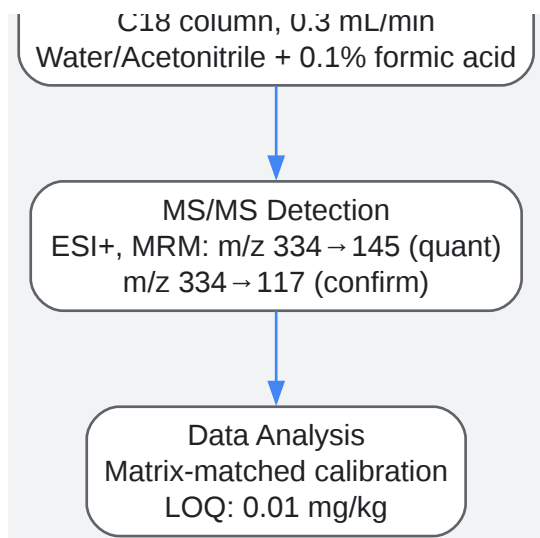 C18 column, 0.3 mL/min
Water/Acetonitrile + 0.1% formic acid
MS/MS Detection
ESI+, MRM: m/z 334→145 (quant)
m/z 334→117 (confirm)
Data Analysis
Matrix-matched calibration
LOQ: 0.01 mg/kg